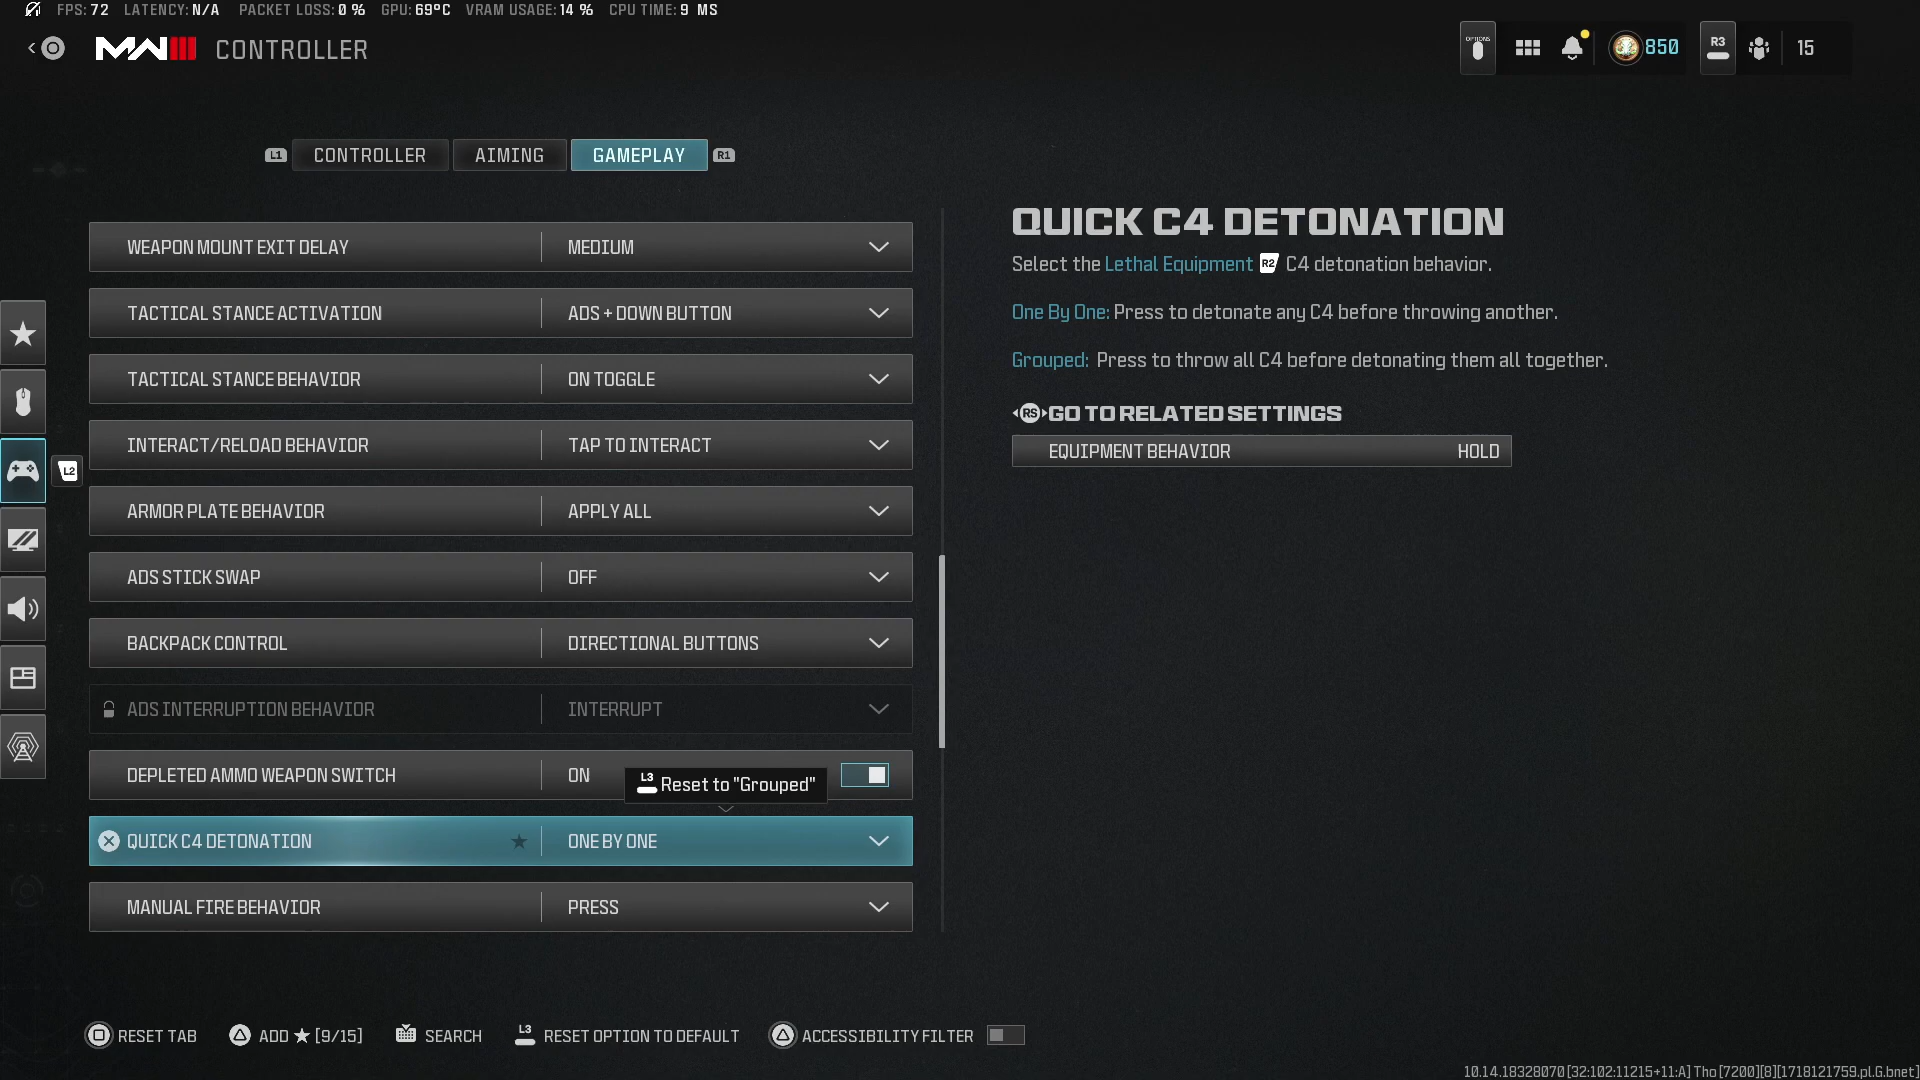 FPS: 72 LATENCY: N/A PACKET LOSS: 0 % GPU: 69°C VRAM USAGE: 14 % CPU TIME: 9 MS
MWIII CONTROLLER
OPTIONS
850
R3
15
L1 CONTROLLER AIMING GAMEPLAY R1
WEAPON MOUNT EXIT DELAY MEDIUM
TACTICAL STANCE ACTIVATION ADS + DOWN BUTTON
TACTICAL STANCE BEHAVIOR ON TOGGLE
INTERACT/RELOAD BEHAVIOR TAP TO INTERACT
L2
ARMOR PLATE BEHAVIOR APPLY ALL
ADS STICK SWAP OFF
BACKPACK CONTROL DIRECTIONAL BUTTONS
ADS INTERRUPTION BEHAVIOR INTERRUPT
DEPLETED AMMO WEAPON SWITCH ON
L3 Reset to "Grouped"
QUICK C4 DETONATION ONE BY ONE
MANUAL FIRE BEHAVIOR PRESS
QUICK C4 DETONATION
Select the Lethal Equipment R2 C4 detonation behavior.
One By One: Press to detonate any C4 before throwing another.
Grouped: Press to throw all C4 before detonating them all together.
RS GO TO RELATED SETTINGS
EQUIPMENT BEHAVIOR HOLD
RESET TAB ADD ★ [9/15] SEARCH L3 RESET OPTION TO DEFAULT ACCESSIBILITY FILTER
10.14.18328070 [32:102:11215+11:A] Tho [7200][8][1718121759.pl.G.bnet]